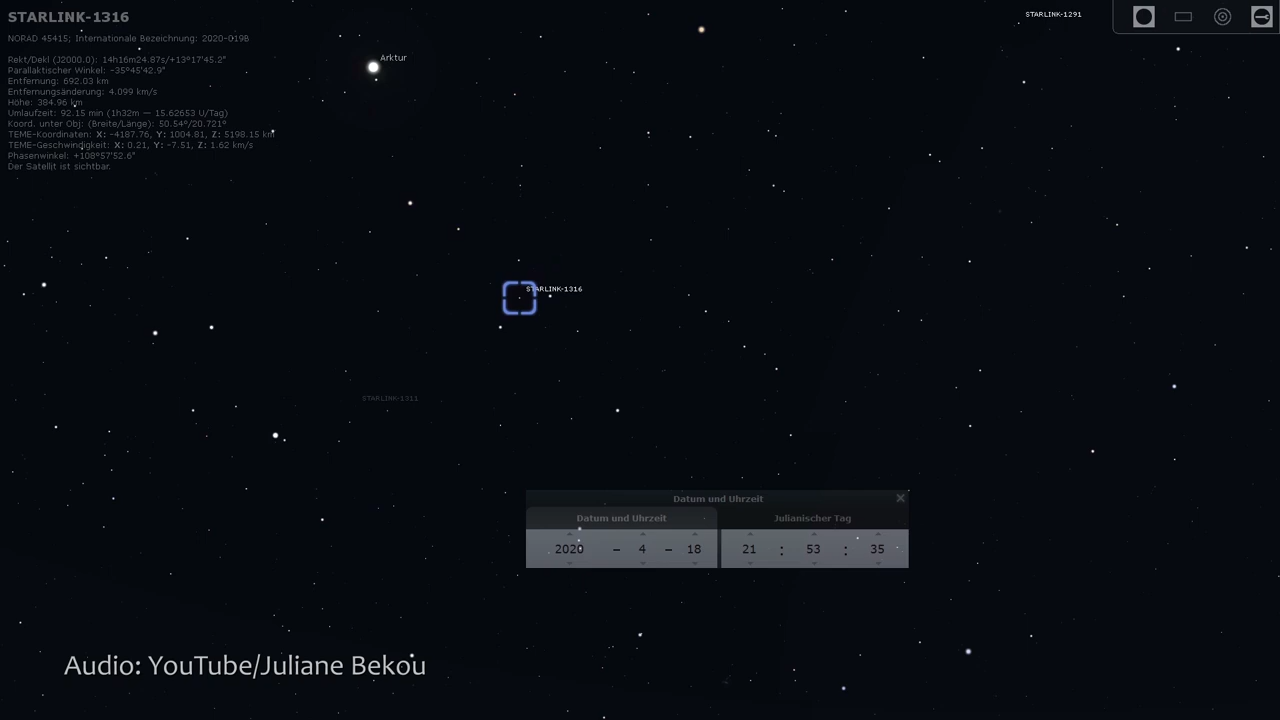 STARLINK-1316
NORAD 45415; Internationale Bezeichnung: 2020-019B
Rekt/Dekl (J2000.0): 14h16m24.87s/+13°17'45.2"
Parallaktischer Winkel: -35°45'42.9"
Entfernung: 692.03 km
Entfernungsänderung: 4.099 km/s
Höhe: 384.96 km
Umlaufzeit: 92.15 min (1h32m — 15.62653 U/Tag)
Koord. unter Obj: (Breite/Länge): 50.54°/20.721°
TEME-Koordinaten: X: -4187.76, Y: 1004.81, Z: 5198.15 km
TEME-Geschwindigkeit: X: 0.21, Y: -7.51, Z: 1.62 km/s
Phasenwinkel: +108°57'52.6"
Der Satellit ist sichtbar.
STARLINK-1291
Arktur
STARLINK-1316
STARLINK-1311
Datum und Uhrzeit
Datum und Uhrzeit Julianischer Tag
2020 - 4 - 18 21 : 53 : 35
Audio: YouTube/Juliane Bekou